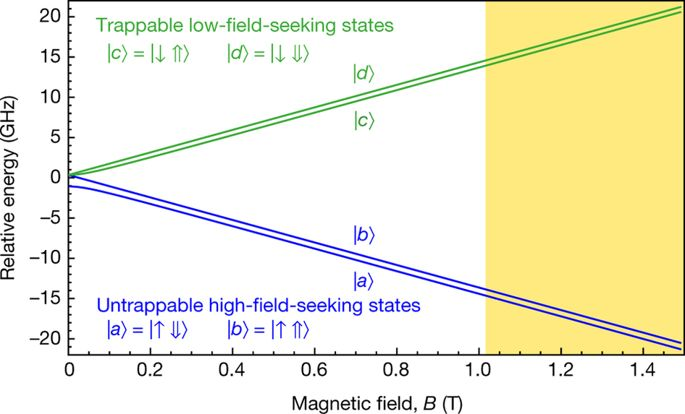 20
15
10
5
0
−5
−10
−15
−20
Relative energy (GHz)
Trappable low-field-seeking states
|c⟩ = |↓ ⇑⟩ |d⟩ = |↓ ⇓⟩
|d⟩
|c⟩
|b⟩
|a⟩
Untrappable high-field-seeking states
|a⟩ = |↑ ⇓⟩ |b⟩ = |↑ ⇑⟩
0 0.2 0.4 0.6 0.8 1.0 1.2 1.4
Magnetic field, B (T)